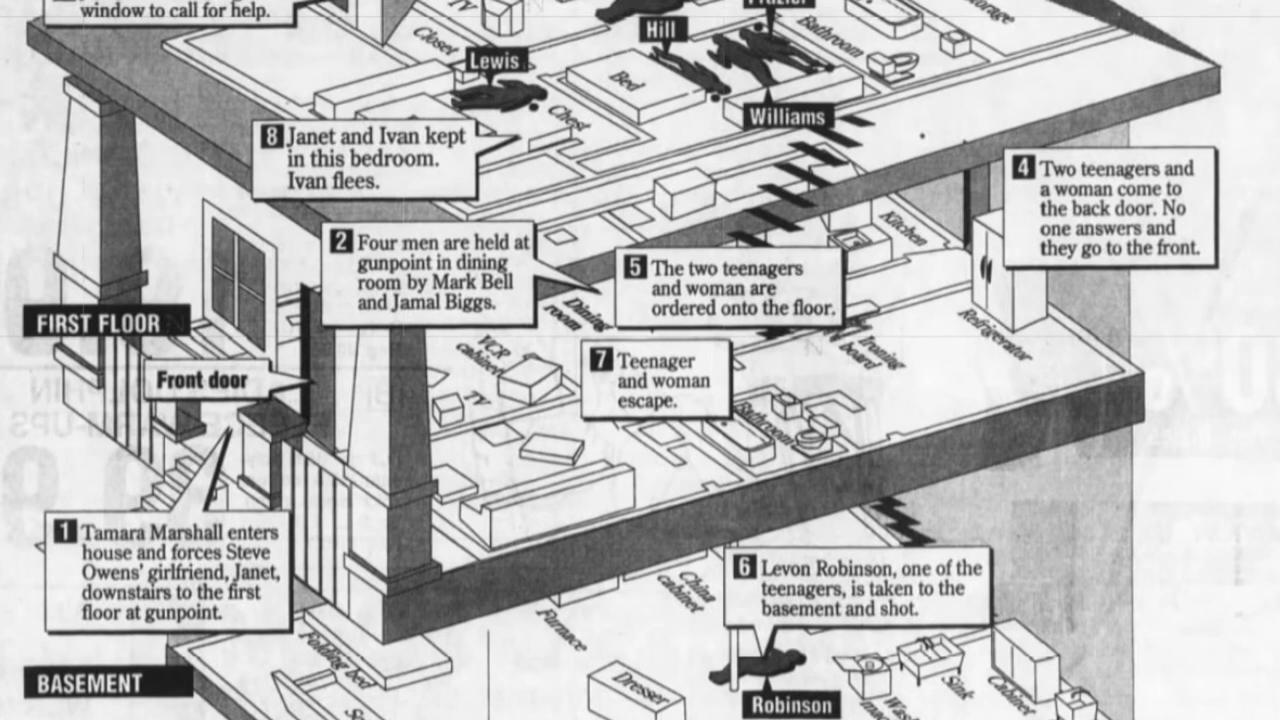 window to call for help.
TV
Closet
Lewis
Hill
Frazier
Bathroom
Storage
Bed
Chest
Williams
8 Janet and Ivan kept
in this bedroom.
Ivan flees.
4 Two teenagers and
a woman come to
the back door. No
one answers and
they go to the front.
2 Four men are held at
gunpoint in dining
room by Mark Bell
and Jamal Biggs.
5 The two teenagers
and woman are
ordered onto the floor.
Kitchen
FIRST FLOOR
Dining
room
Ironing
board
Refrigerator
VCR
cabinet
TV
7 Teenager
and woman
escape.
Front door
Bathroom
1 Tamara Marshall enters
house and forces Steve
Owens' girlfriend, Janet,
downstairs to the first
floor at gunpoint.
6 Levon Robinson, one of the
teenagers, is taken to the
basement and shot.
China
cabinet
Furnace
Folding bed
BASEMENT
Dresser
Robinson
Sink
Cabinet